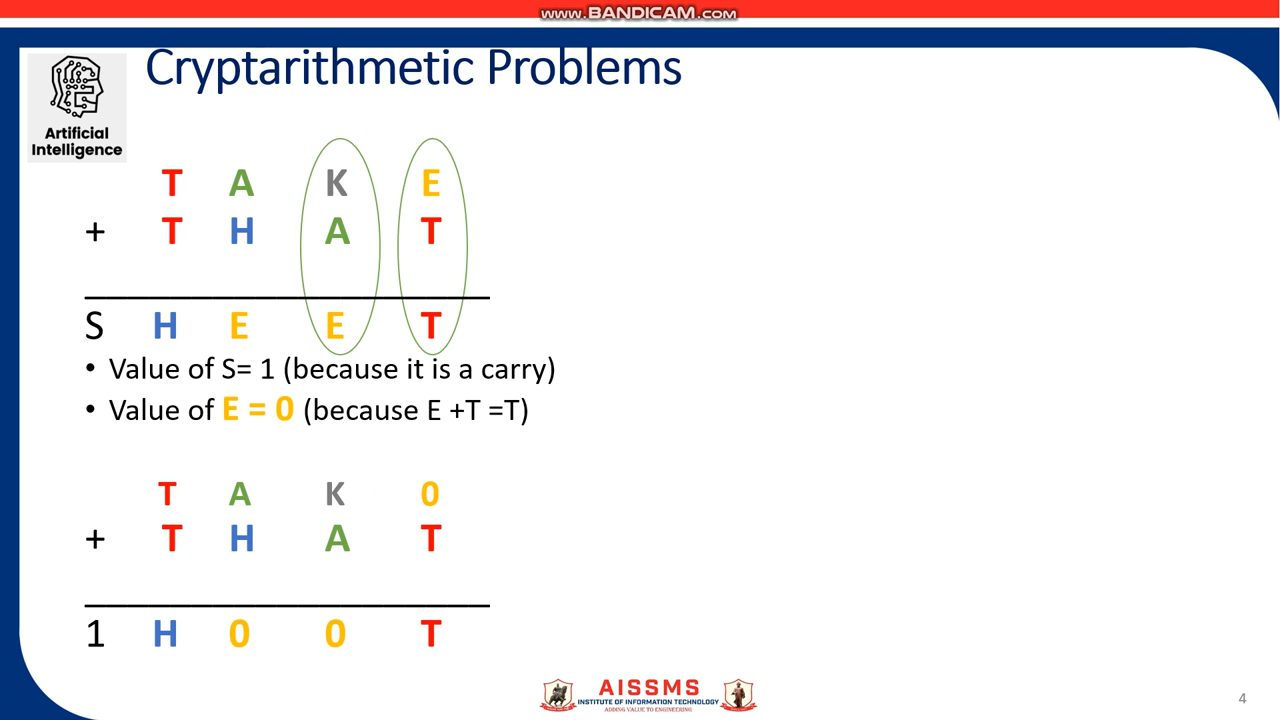 www.BANDICAM.com
Cryptarithmetic Problems
Artificial
Intelligence
T A K E
+ T H A T
S H E E T
• Value of S= 1 (because it is a carry)
• Value of E = 0 (because E +T =T)
T A K 0
+ T H A T
1 H 0 0 T
AISSMS
INSTITUTE OF INFORMATION TECHNOLOGY
ADDING VALUE TO ENGINEERING
4